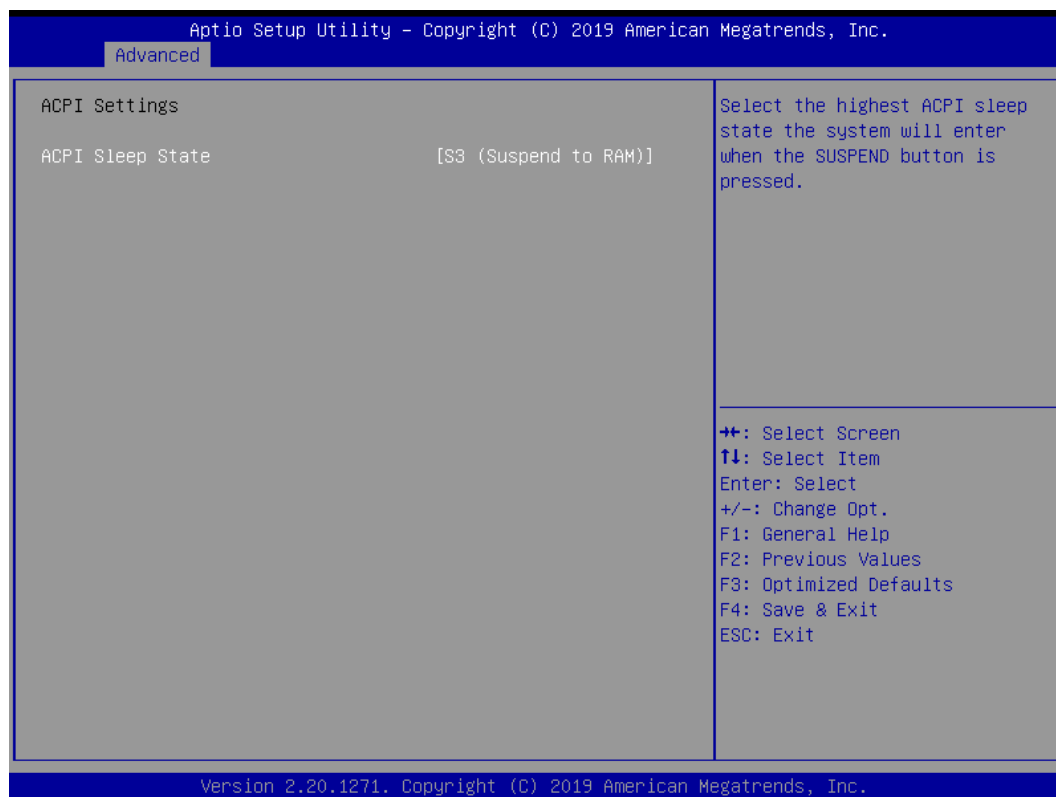 Aptio Setup Utility – Copyright (C) 2019 American Megatrends, Inc.
Advanced
ACPI Settings
ACPI Sleep State [S3 (Suspend to RAM)]
Select the highest ACPI sleep
state the system will enter
when the SUSPEND button is
pressed.
→←: Select Screen
↑↓: Select Item
Enter: Select
+/-: Change Opt.
F1: General Help
F2: Previous Values
F3: Optimized Defaults
F4: Save & Exit
ESC: Exit
Version 2.20.1271. Copyright (C) 2019 American Megatrends, Inc.